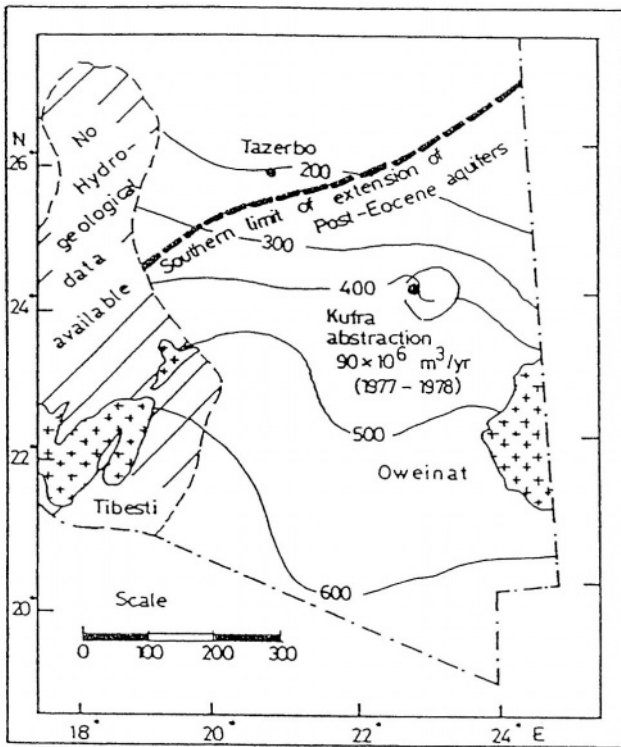 N
26°
24°
22°
20°
18°
20°
22°
24° E
No
Hydro-
geological
data
available
Tazerbo
200
Southern limit of extension of
Post-Eocene aquifers
300
400
Kufra
abstraction
90×10⁶ m³/yr
(1977 – 1978)
500
Oweinat
Tibesti
600
Scale
0 100 200 300